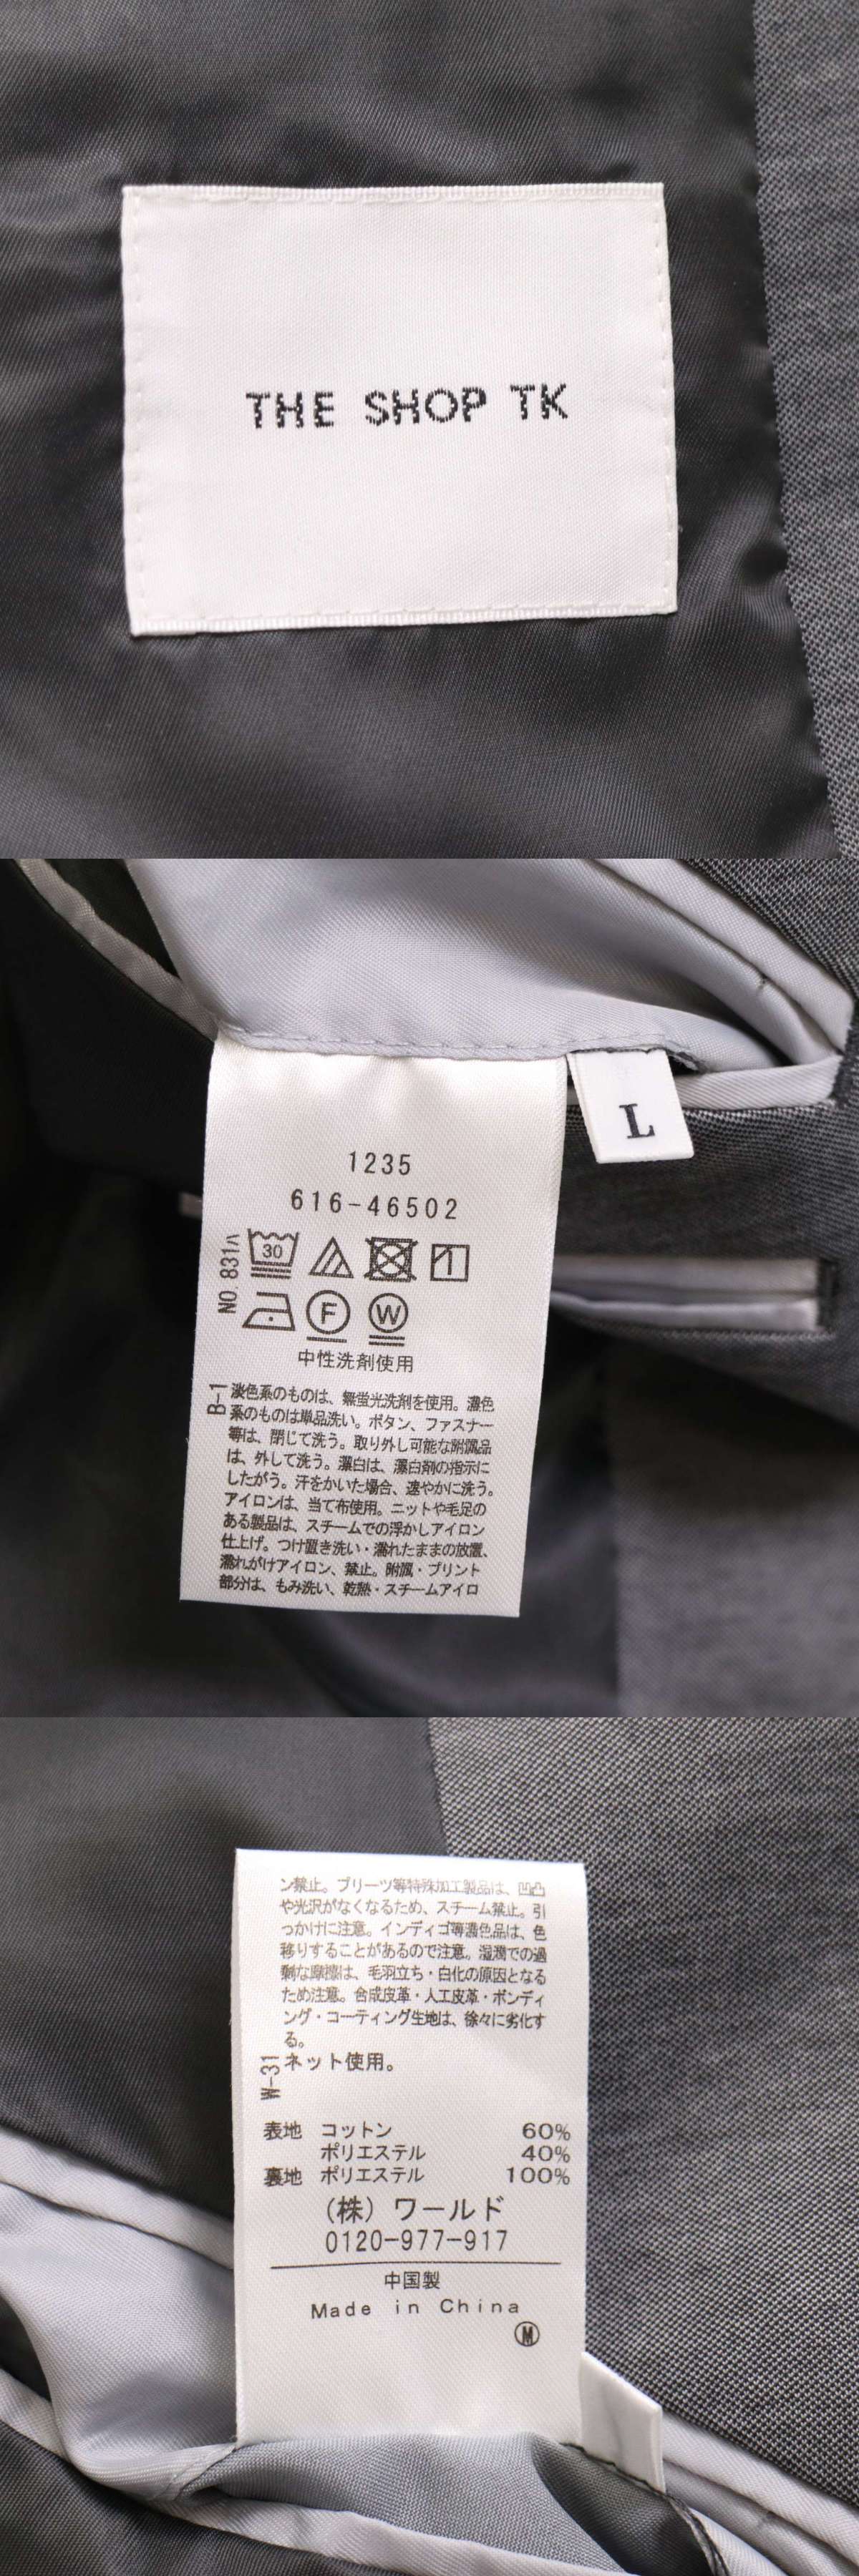 THE SHOP TK
L
1235
616-46502
NO. 831ハ
30
F W
中性洗剤使用
B-1
淡色系のものは、無蛍光洗剤を使用。濃色
系のものは単品洗い。ボタン、ファスナー
等は、閉じて洗う。取り外し可能な附属品
は、外して洗う。漂白は、漂白剤の指示に
したがう。汗をかいた場合、速やかに洗う。
アイロンは、当て布使用。ニットや毛足の
ある製品は、スチームでの浮かしアイロン
仕上げ。つけ置き洗い・濡れたままの放置、
濡れがけアイロン、禁止。附属・プリント
部分は、もみ洗い、乾熱・スチームアイロ
ン禁止。プリーツ等特殊加工製品は、凹凸
や光沢がなくなるため、スチーム禁止。引
っかけに注意。インディゴ等濃色品は、色
移りすることがあるので注意。湿潤での過
剰な摩擦は、毛羽立ち・白化の原因となる
ため注意。合成皮革・人工皮革・ボンディ
ング・コーティング生地は、徐々に劣化す
る。
W-31
ネット使用。
表地 コットン 60%
ポリエステル 40%
裏地 ポリエステル 100%
(株) ワールド
0120-977-917
中国製
Made in China
M